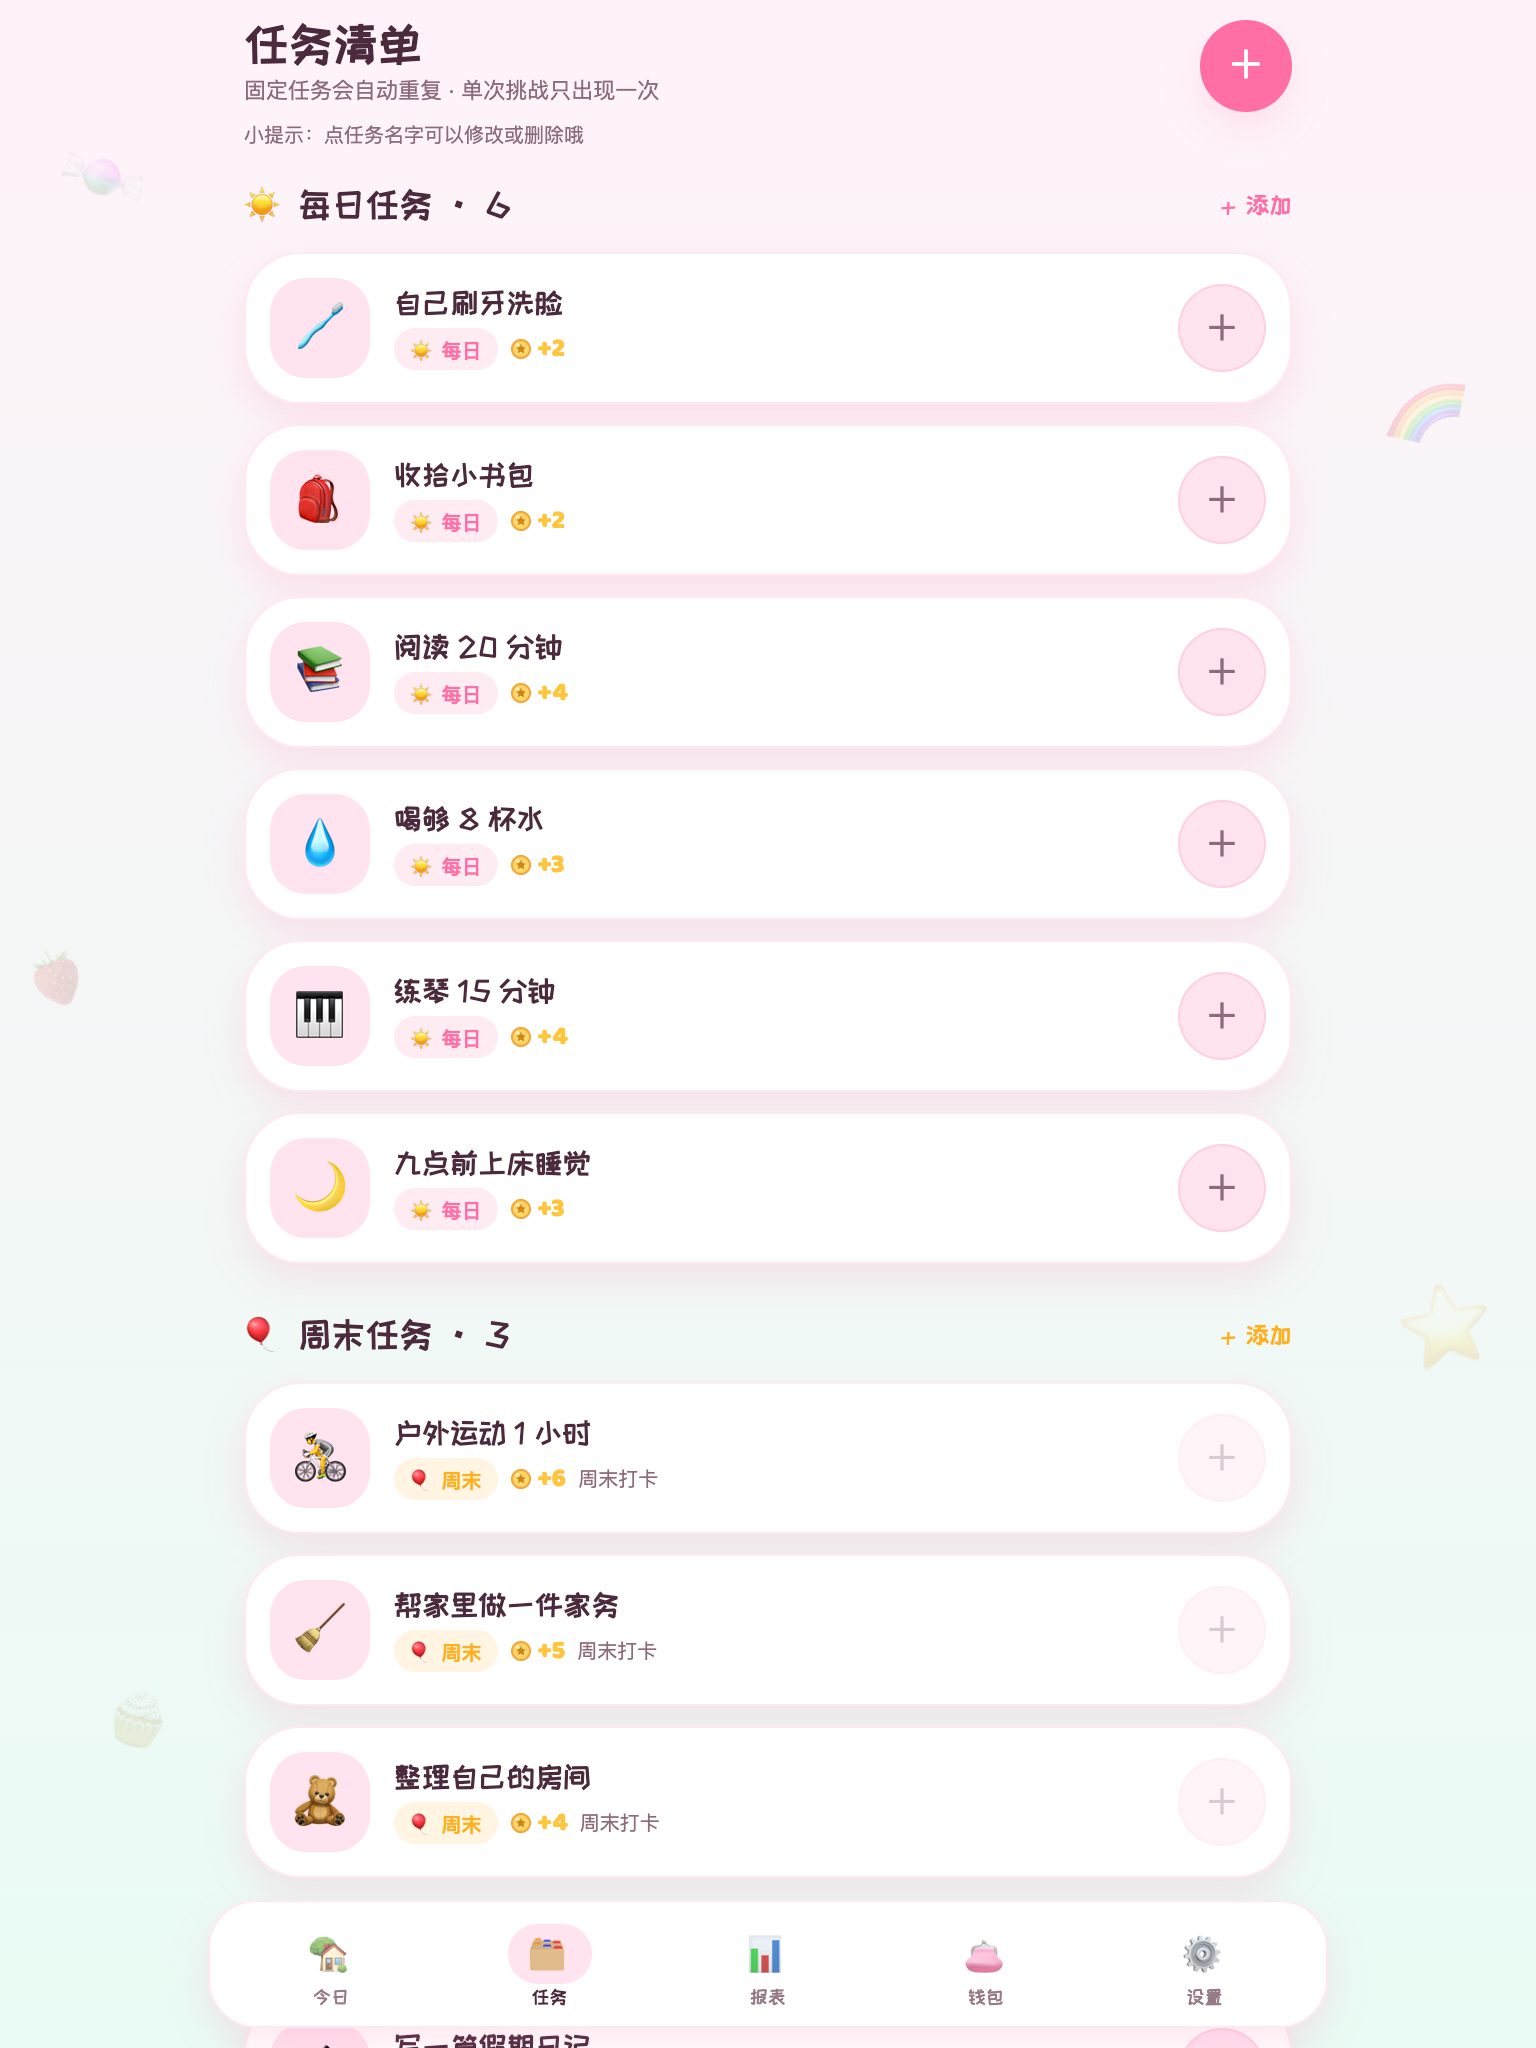 任务清单
固定任务会自动重复 · 单次挑战只出现一次
小提示：点任务名字可以修改或删除哦
每日任务 · 6
+ 添加
自己刷牙洗脸
每日 +2
收拾小书包
每日 +2
阅读 20 分钟
每日 +4
喝够 8 杯水
每日 +3
练琴 15 分钟
每日 +4
九点前上床睡觉
每日 +3
周末任务 · 3
+ 添加
户外运动 1 小时
周末 +6 周末打卡
帮家里做一件家务
周末 +5 周末打卡
整理自己的房间
周末 +4 周末打卡
今日 任务 报表 钱包 设置
写一篇假期日记